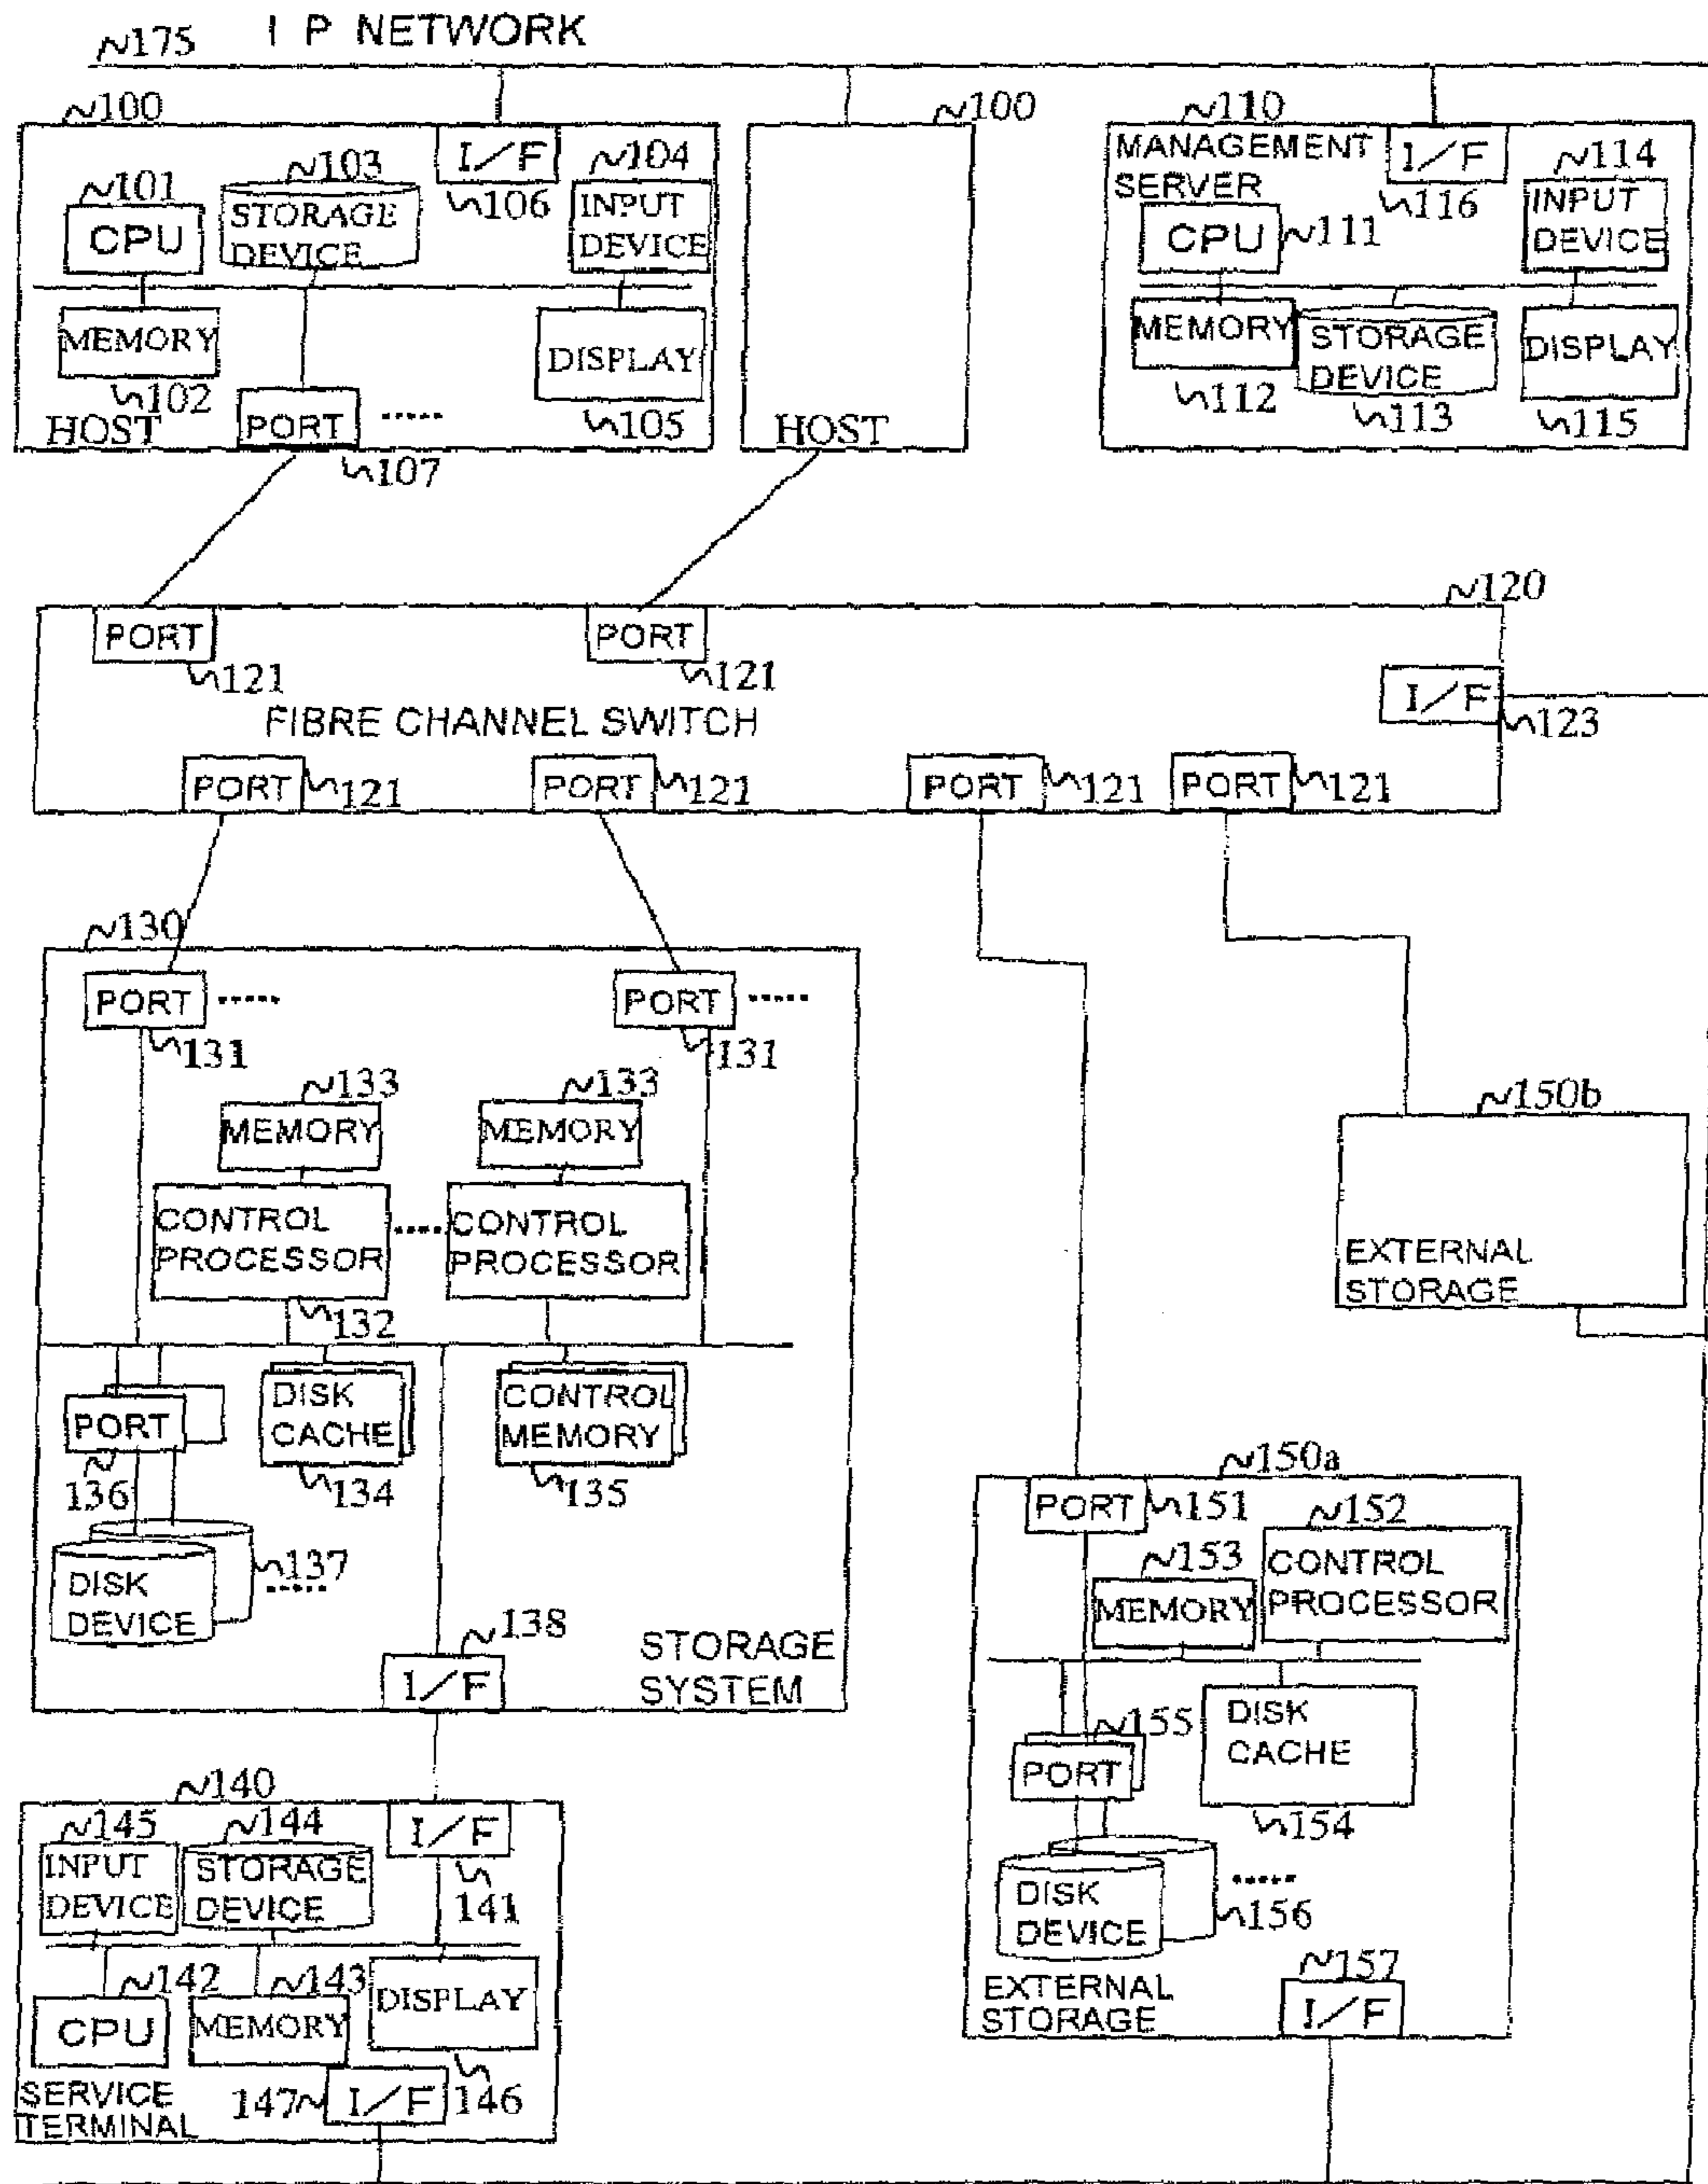 175 I P NETWORK
100
100
110
101
CPU
103
STORAGE
DEVICE
I/F
106
104
INPUT
DEVICE
MEMORY
102
HOST
PORT
107
DISPLAY
105
HOST
MANAGEMENT
SERVER
I/F
116
114
INPUT
DEVICE
CPU
111
MEMORY
112
STORAGE
DEVICE
113
DISPLAY
115
120
PORT
121
PORT
121
I/F
123
FIBRE CHANNEL SWITCH
PORT
121
PORT
121
PORT
121
PORT
121
130
PORT
131
PORT
131
133
MEMORY
133
MEMORY
CONTROL
PROCESSOR
132
CONTROL
PROCESSOR
PORT
136
DISK
CACHE
134
CONTROL
MEMORY
135
DISK
DEVICE
137
138
I/F
STORAGE
SYSTEM
150b
EXTERNAL
STORAGE
150a
PORT
151
152
CONTROL
PROCESSOR
153
MEMORY
155
PORT
DISK
CACHE
154
DISK
DEVICE
156
EXTERNAL
STORAGE
157
I/F
140
145
INPUT
DEVICE
144
STORAGE
DEVICE
I/F
141
142
CPU
143
MEMORY
DISPLAY
146
SERVICE
TERMINAL
147
I/F